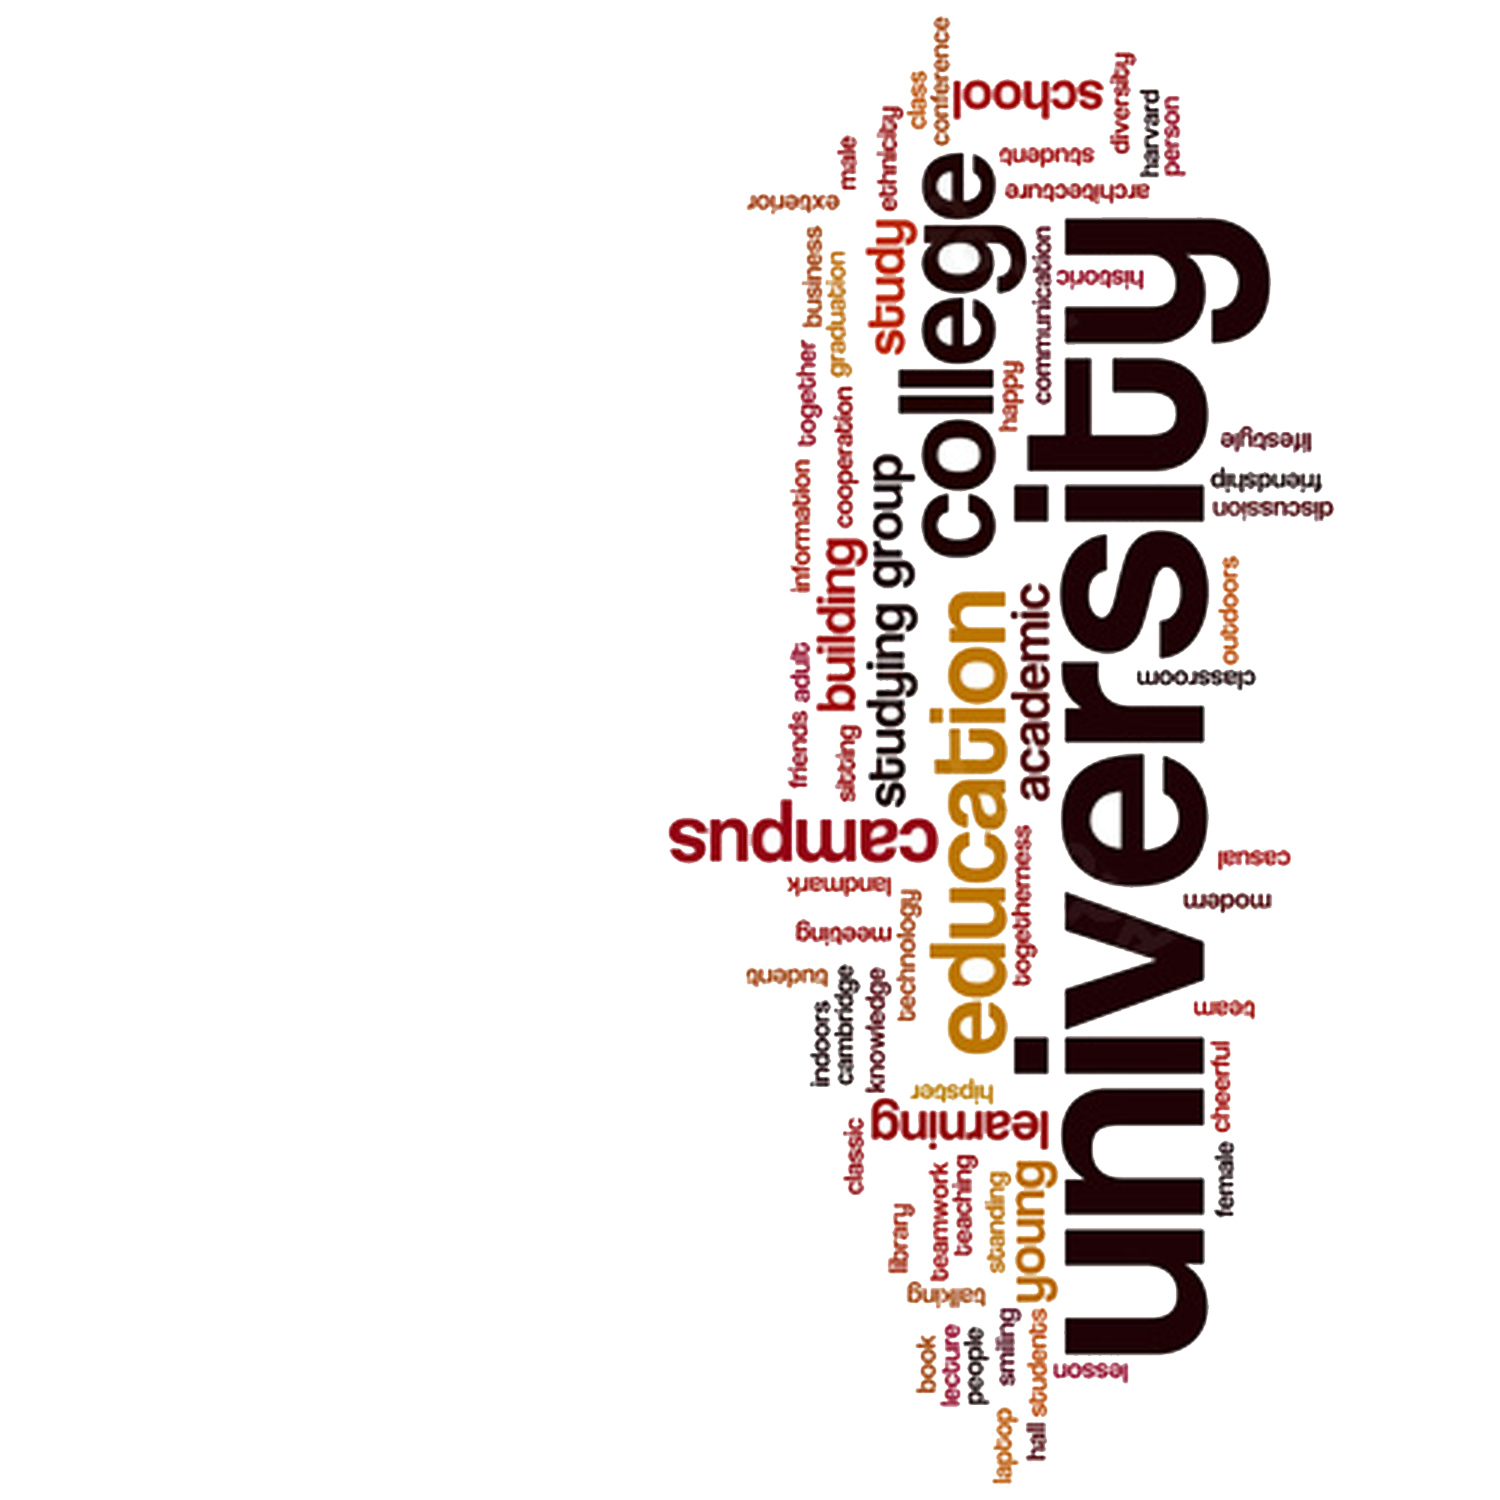 conference
class
school
diversity
harvard
person
male
ethnicity
student
architecture
exterior
study
college
communication
historic
business
graduation
together
cooperation
happy
information
building
studying group
lifestyle
friendship
discussion
education
academic
outdoors
classroom
adult
friends
sitting
campus
university
casual
modern
landmark
meeting
technology
togetherness
tudent
indoors
cambridge
knowledge
team
cheerful
hipster
learning
classic
female
library
teamwork
teaching
standing
young
talking
book
lecture
people
smiling
students
lesson
laptop
hall